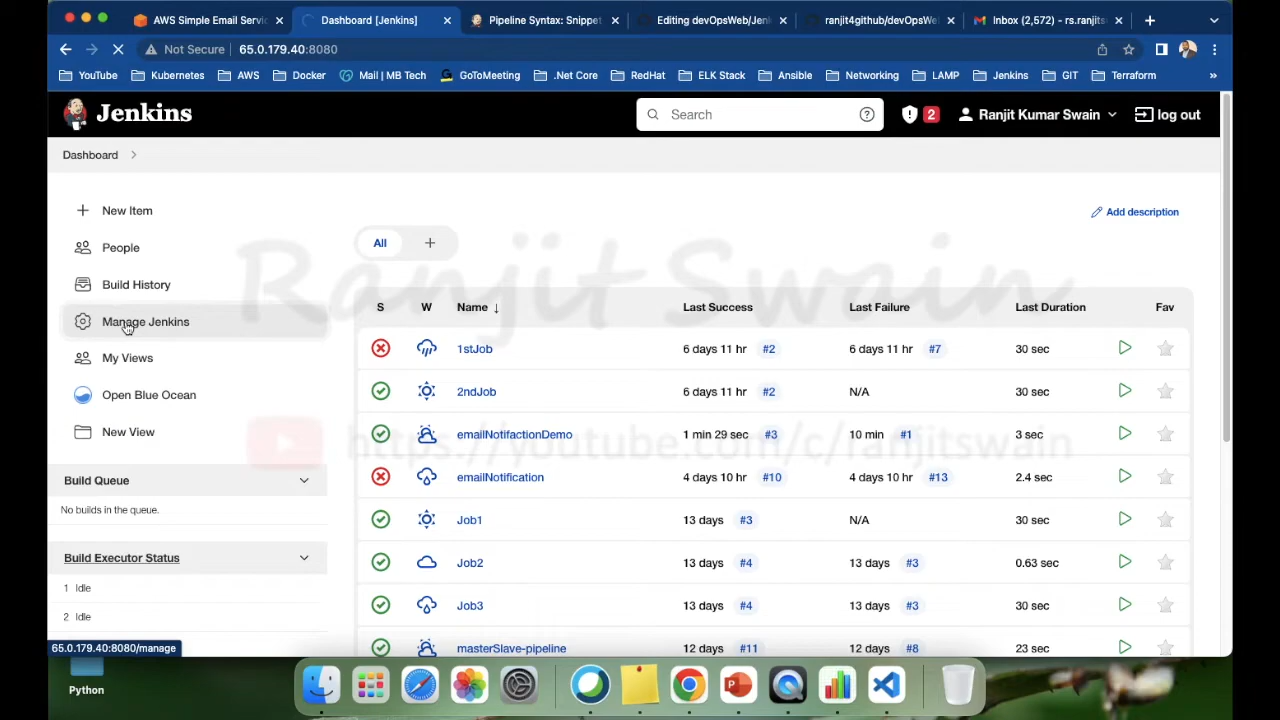 AWS Simple Email Servi
Dashboard [Jenkins]
Pipeline Syntax: Snippet
Editing devOpsWeb/Jenk
ranjit4github/devOpsWe
Inbox (2,572) - rs.ranjits
Not Secure 65.0.179.40:8080
YouTube Kubernetes AWS Docker Mail | MB Tech GoToMeeting .Net Core RedHat ELK Stack Ansible Networking LAMP Jenkins GIT Terraform »
Jenkins Search 2 Ranjit Kumar Swain log out
Dashboard
New Item
People
Build History
Manage Jenkins
My Views
Open Blue Ocean
New View
Build Queue
No builds in the queue.
Build Executor Status
1 Idle
2 Idle
65.0.179.40:8080/manage
Add description
All +
S W Name ↓ Last Success Last Failure Last Duration Fav
1stJob 6 days 11 hr #2 6 days 11 hr #7 30 sec
2ndJob 6 days 11 hr #2 N/A 30 sec
emailNotifactionDemo 1 min 29 sec #3 10 min #1 3 sec
emailNotification 4 days 10 hr #10 4 days 10 hr #13 2.4 sec
Job1 13 days #3 N/A 30 sec
Job2 13 days #4 13 days #3 0.63 sec
Job3 13 days #4 13 days #3 30 sec
masterSlave-pipeline 12 days #11 12 days #8 23 sec
Ranjit Swain
https://youtube.com/c/ranjitswain
Python